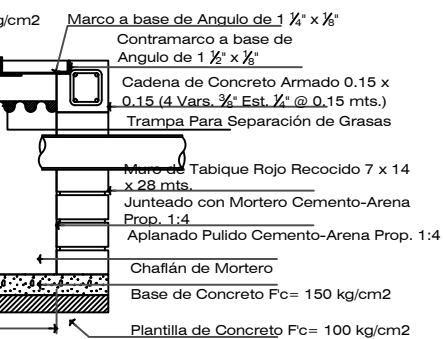 g/cm2
Marco a base de Angulo de 1 ¼" x ⅛"
Contramarco a base de
Angulo de 1 ½" x ⅛"
Cadena de Concreto Armado 0.15 x
0.15 (4 Vars. ⅜" Est. ¼" @ 0.15 mts.)
Trampa Para Separación de Grasas
Muro de Tabique Rojo Recocido 7 x 14
x 28 mts.
Junteado con Mortero Cemento-Arena
Prop. 1:4
Aplanado Pulido Cemento-Arena Prop. 1:4
Chaflán de Mortero
Base de Concreto F'c= 150 kg/cm2
Plantilla de Concreto F'c= 100 kg/cm2